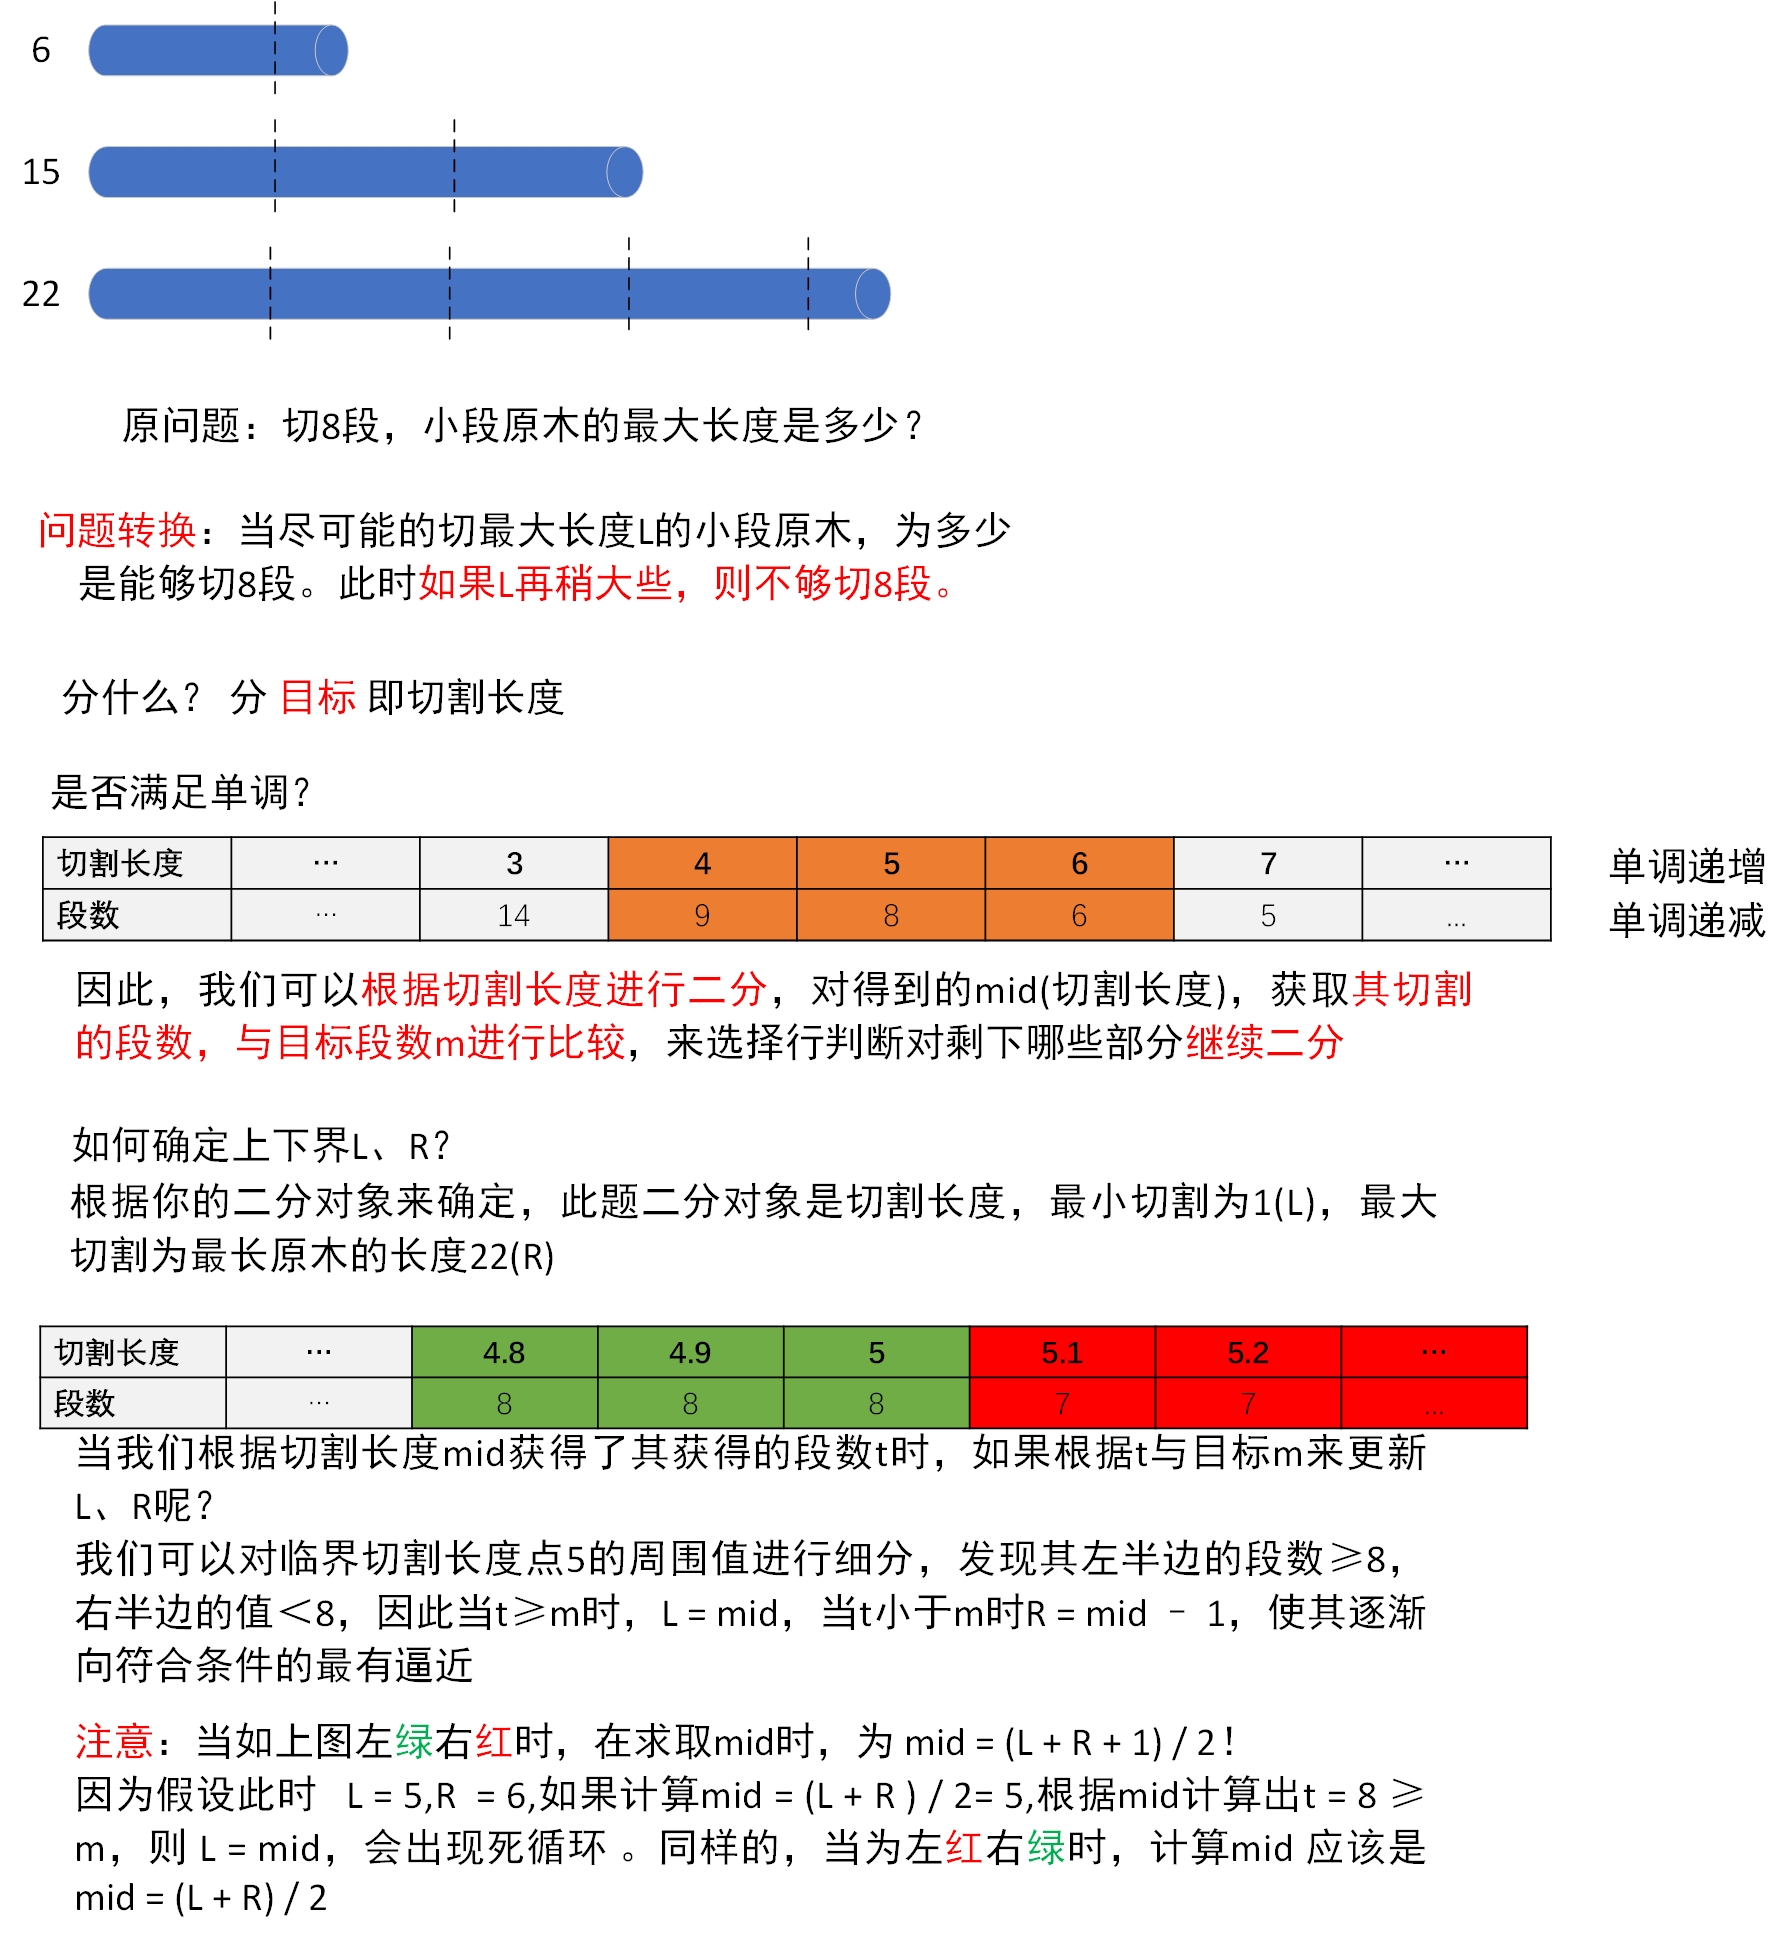 6
15
22
原问题：切8段，小段原木的最大长度是多少？
问题转换：当尽可能的切最大长度L的小段原木，为多少
是能够切8段。此时如果L再稍大些，则不够切8段。
分什么？ 分 目标 即切割长度
是否满足单调？
切割长度 ... 3 4 5 6 7 ... 单调递增
段数 ... 14 9 8 6 5 ... 单调递减
因此，我们可以根据切割长度进行二分，对得到的mid(切割长度)，获取其切割
的段数，与目标段数m进行比较，来选择行判断对剩下哪些部分继续二分
如何确定上下界L、R？
根据你的二分对象来确定，此题二分对象是切割长度，最小切割为1(L)，最大
切割为最长原木的长度22(R)
切割长度 ... 4.8 4.9 5 5.1 5.2 ...
段数 ... 8 8 8 7 7 ...
当我们根据切割长度mid获得了其获得的段数t时，如果根据t与目标m来更新
L、R呢？
我们可以对临界切割长度点5的周围值进行细分，发现其左半边的段数≥8，
右半边的值＜8，因此当t≥m时，L = mid，当t小于m时R = mid － 1，使其逐渐
向符合条件的最有逼近
注意：当如上图左绿右红时，在求取mid时，为 mid = (L + R + 1) / 2！
因为假设此时 L = 5,R = 6,如果计算mid = (L + R ) / 2= 5,根据mid计算出t = 8 ≥
m，则 L = mid，会出现死循环 。同样的，当为左红右绿时，计算mid 应该是
mid = (L + R) / 2